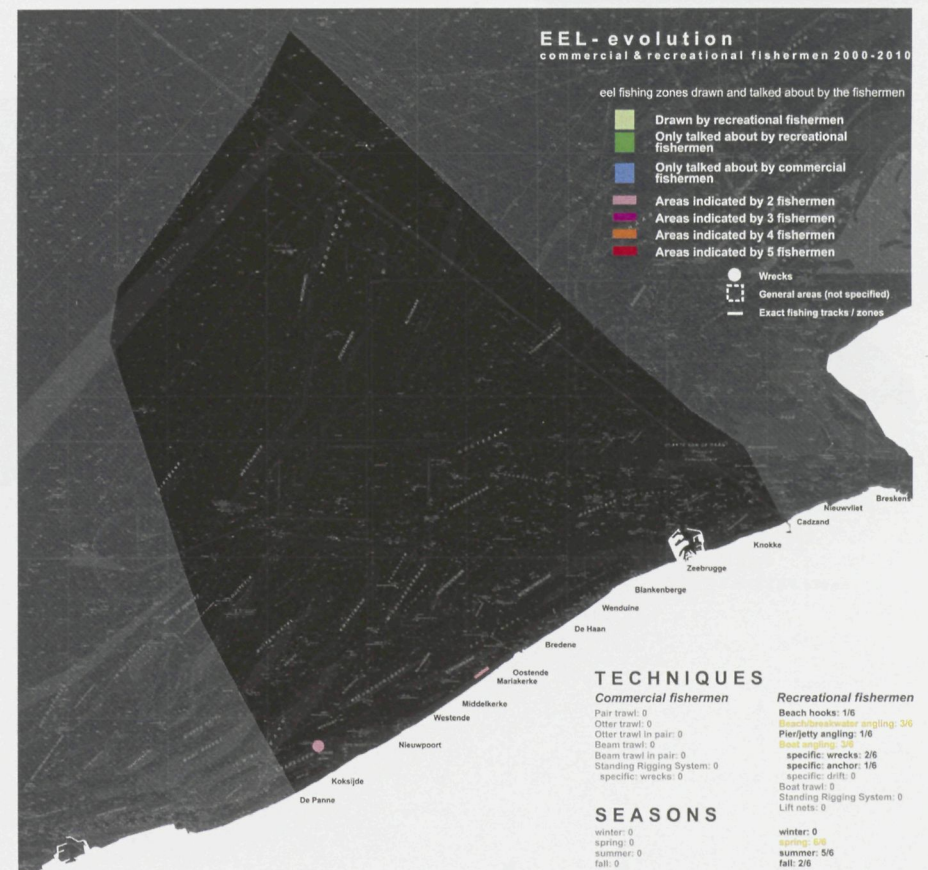 EEL- evolution
commercial & recreational fishermen 2000-2010
eel fishing zones drawn and talked about by the fishermen
Drawn by recreational fishermen
Only talked about by recreational
fishermen
Only talked about by commercial
fishermen
Areas indicated by 2 fishermen
Areas indicated by 3 fishermen
Areas indicated by 4 fishermen
Areas indicated by 5 fishermen
Wrecks
General areas (not specified)
Exact fishing tracks / zones
Breskens
Nieuwvliet
Cadzand
Knokke
Zeebrugge
Blankenberge
Wenduine
De Haan
Bredene
Oostende
Mariakerke
Middelkerke
Westende
Nieuwpoort
Koksijde
De Panne
TECHNIQUES
Commercial fishermen
Pair trawl: 0
Otter trawl: 0
Otter trawl in pair: 0
Beam trawl: 0
Beam trawl in pair: 0
Standing Rigging System: 0
specific: wrecks: 0
Recreational fishermen
Beach hooks: 1/6
Beach/breakwater angling: 3/6
Pier/jetty angling: 1/6
Boat angling: 3/6
specific: wrecks: 2/6
specific: anchor: 1/6
specific: drift: 0
Boat trawl: 0
Standing Rigging System: 0
Lift nets: 0
SEASONS
winter: 0
spring: 0
summer: 0
fall: 0
winter: 0
spring: 6/6
summer: 5/6
fall: 2/6